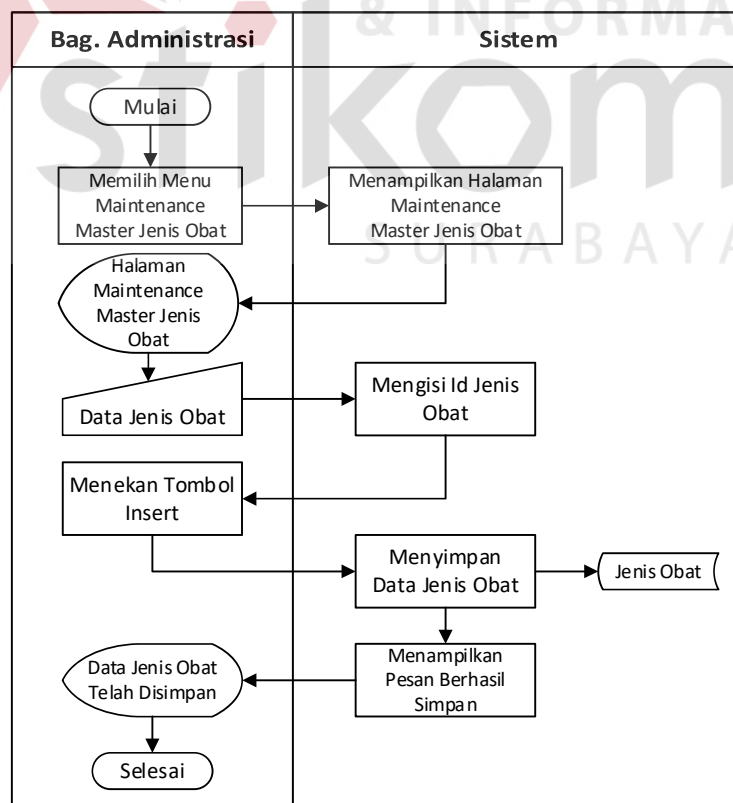 & INFORMA
stikom
SURABAYA
Bag. Administrasi
Sistem
Mulai
Memilih Menu
Maintenance
Master Jenis Obat
Menampilkan Halaman
Maintenance
Master Jenis Obat
Halaman
Maintenance
Master Jenis
Obat
Data Jenis Obat
Mengisi Id Jenis
Obat
Menekan Tombol
Insert
Menyimpan
Data Jenis Obat
Jenis Obat
Menampilkan
Pesan Berhasil
Simpan
Data Jenis Obat
Telah Disimpan
Selesai